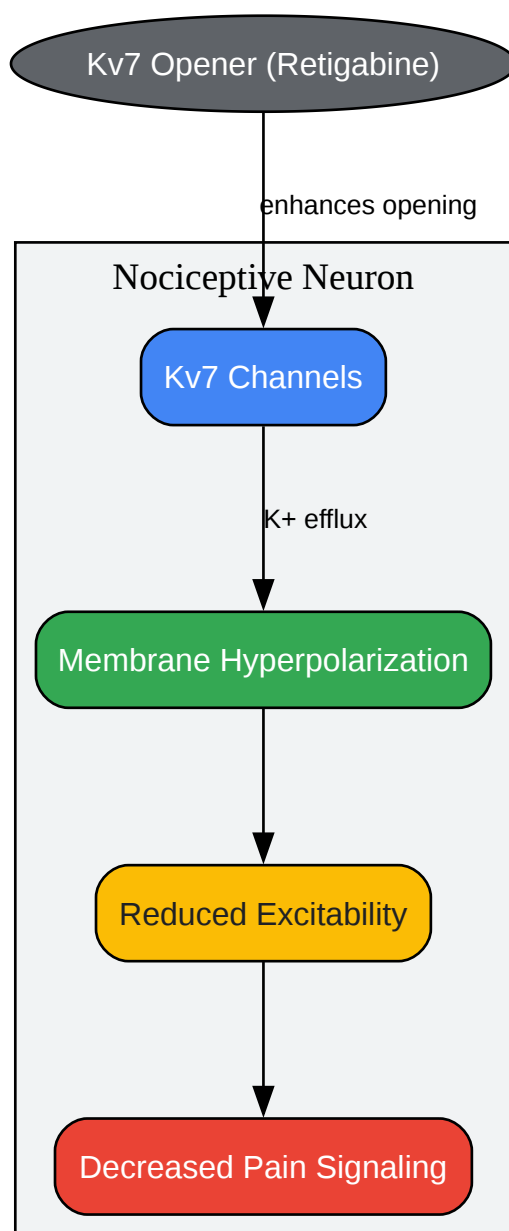 Kv7 Opener (Retigabine)
enhances opening
Nociceptive Neuron
Kv7 Channels
K+ efflux
Membrane Hyperpolarization
Reduced Excitability
Decreased Pain Signaling